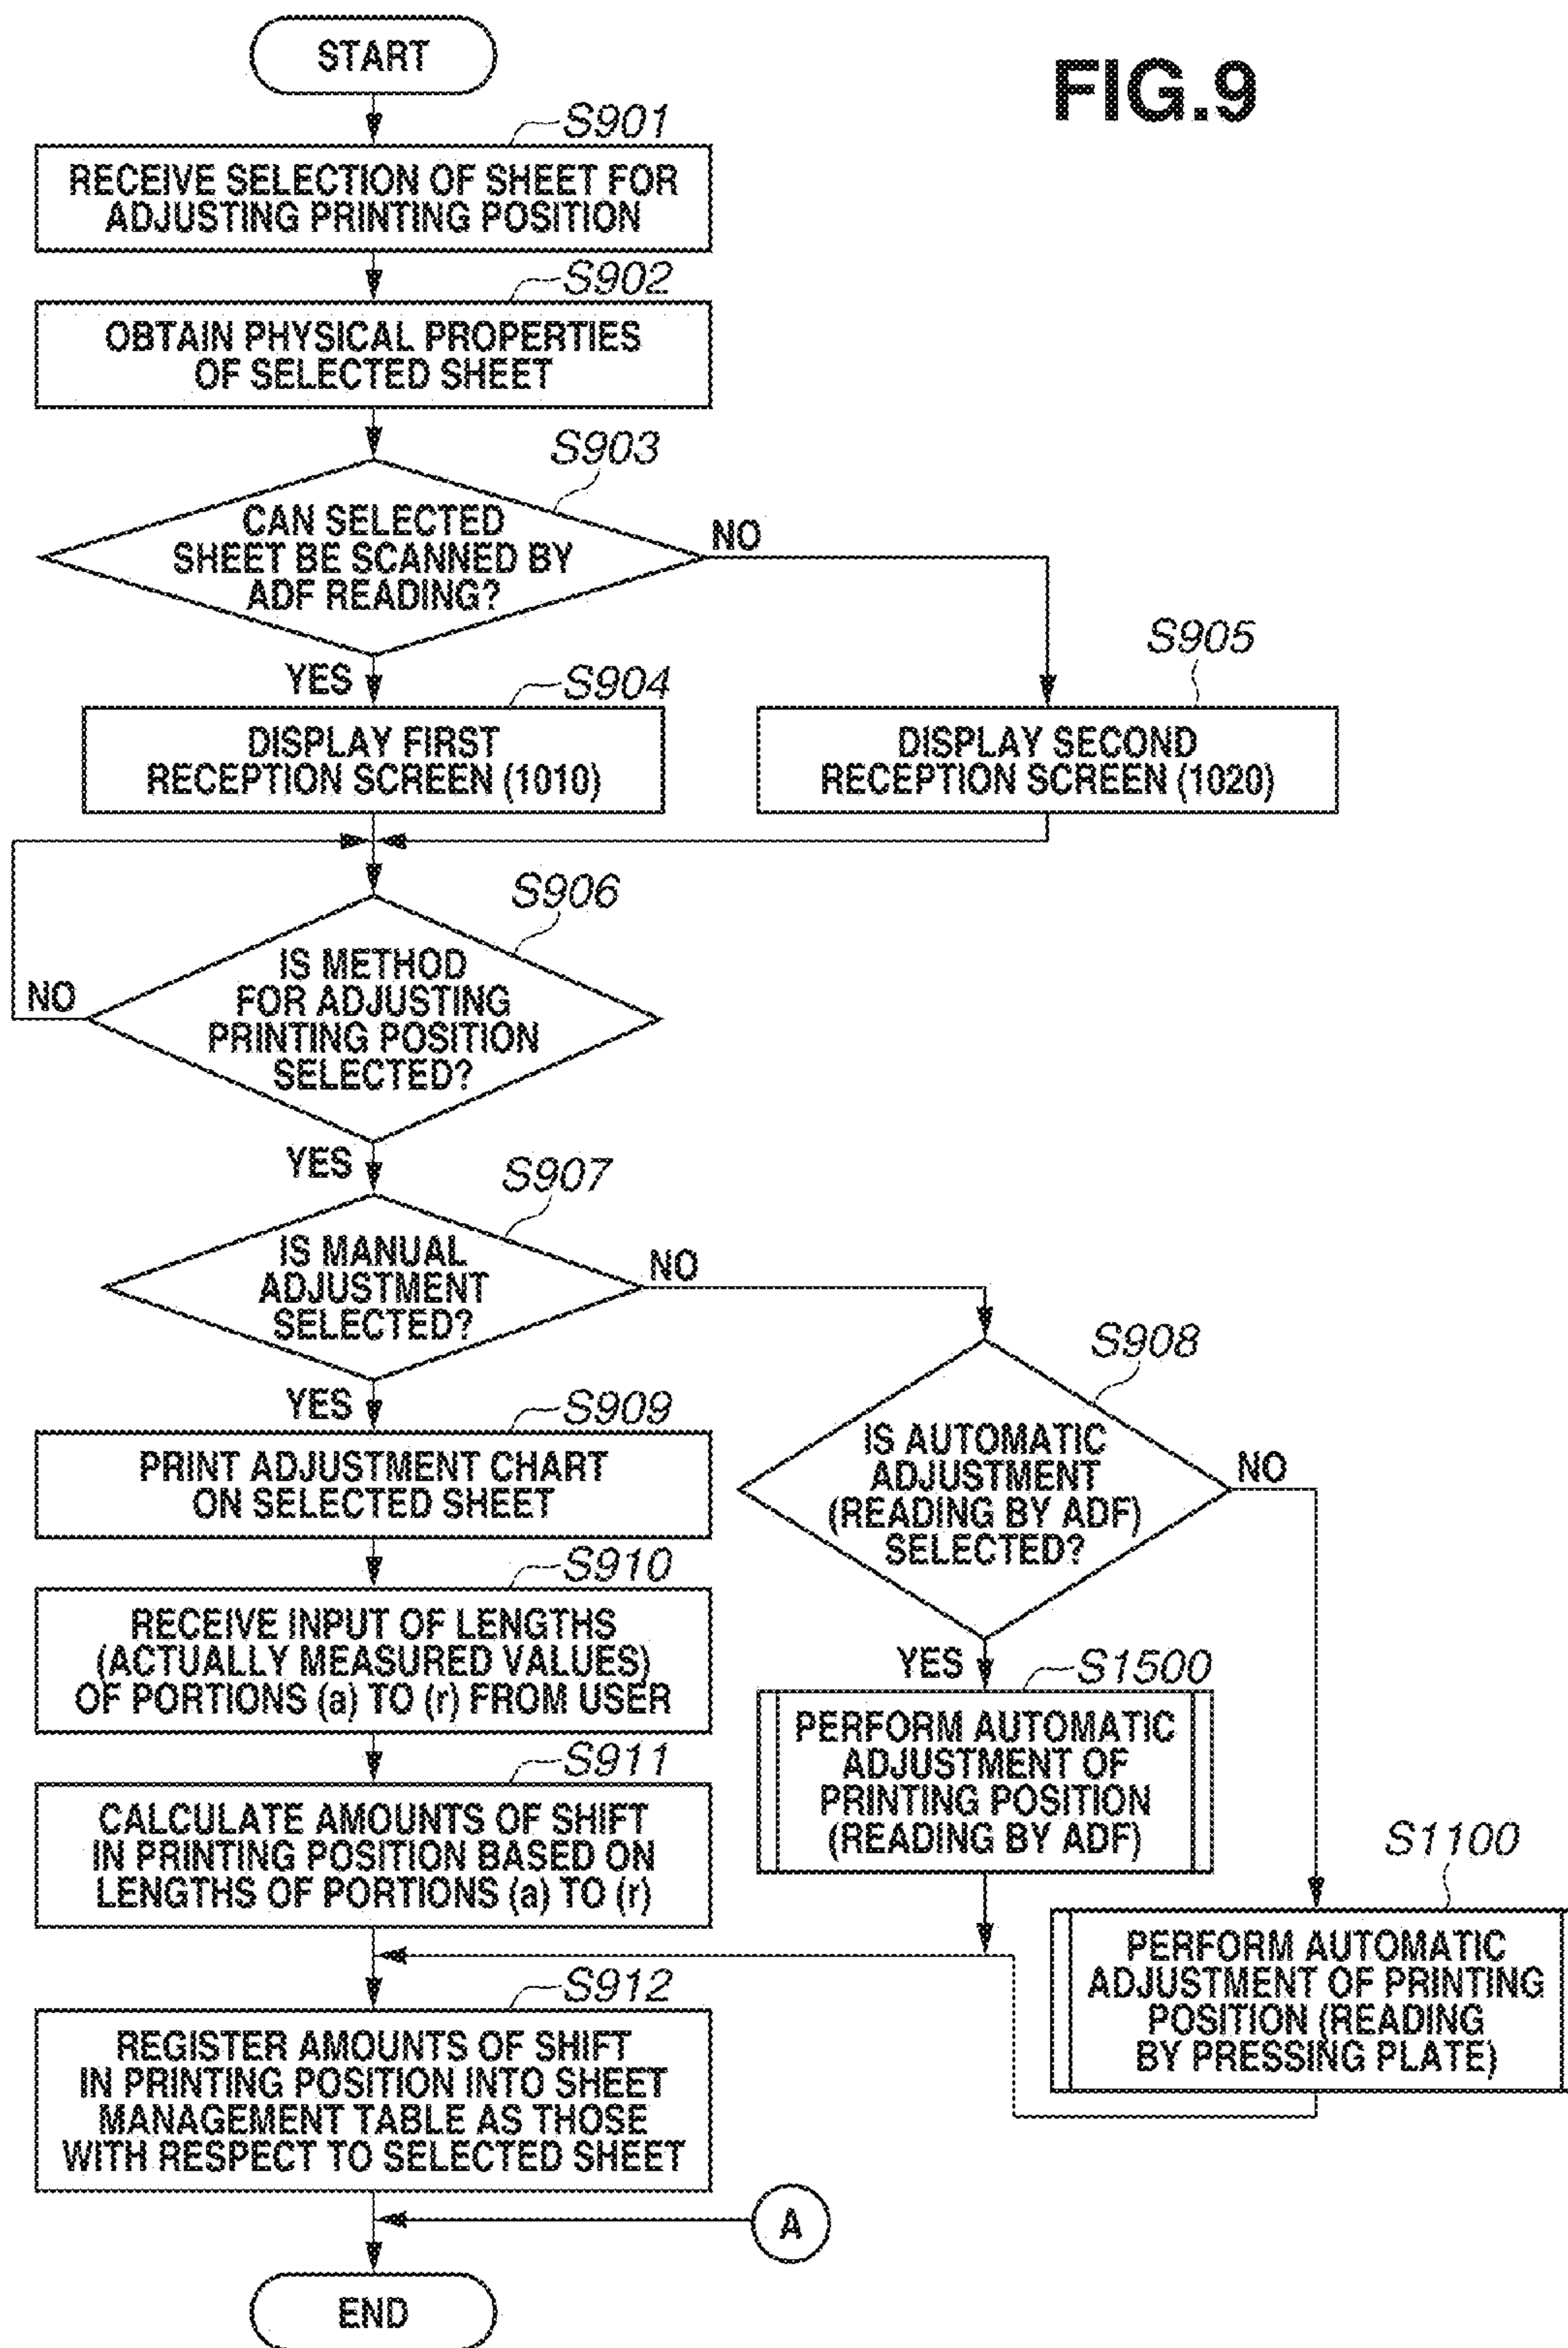 START
FIG.9
S901
RECEIVE SELECTION OF SHEET FOR
ADJUSTING PRINTING POSITION
S902
OBTAIN PHYSICAL PROPERTIES
OF SELECTED SHEET
S903
CAN SELECTED
SHEET BE SCANNED BY
ADF READING?
NO
YES
S904
DISPLAY FIRST
RECEPTION SCREEN (1010)
S905
DISPLAY SECOND
RECEPTION SCREEN (1020)
S906
IS METHOD
FOR ADJUSTING
PRINTING POSITION
SELECTED?
NO
YES
S907
IS MANUAL
ADJUSTMENT
SELECTED?
NO
YES
S908
IS AUTOMATIC
ADJUSTMENT
(READING BY ADF)
SELECTED?
NO
YES
S909
PRINT ADJUSTMENT CHART
ON SELECTED SHEET
S910
RECEIVE INPUT OF LENGTHS
(ACTUALLY MEASURED VALUES)
OF PORTIONS (a) TO (r) FROM USER
S1500
PERFORM AUTOMATIC
ADJUSTMENT OF
PRINTING POSITION
(READING BY ADF)
S911
CALCULATE AMOUNTS OF SHIFT
IN PRINTING POSITION BASED ON
LENGTHS OF PORTIONS (a) TO (r)
S1100
PERFORM AUTOMATIC
ADJUSTMENT OF PRINTING
POSITION (READING
BY PRESSING PLATE)
S912
REGISTER AMOUNTS OF SHIFT
IN PRINTING POSITION INTO SHEET
MANAGEMENT TABLE AS THOSE
WITH RESPECT TO SELECTED SHEET
A
END